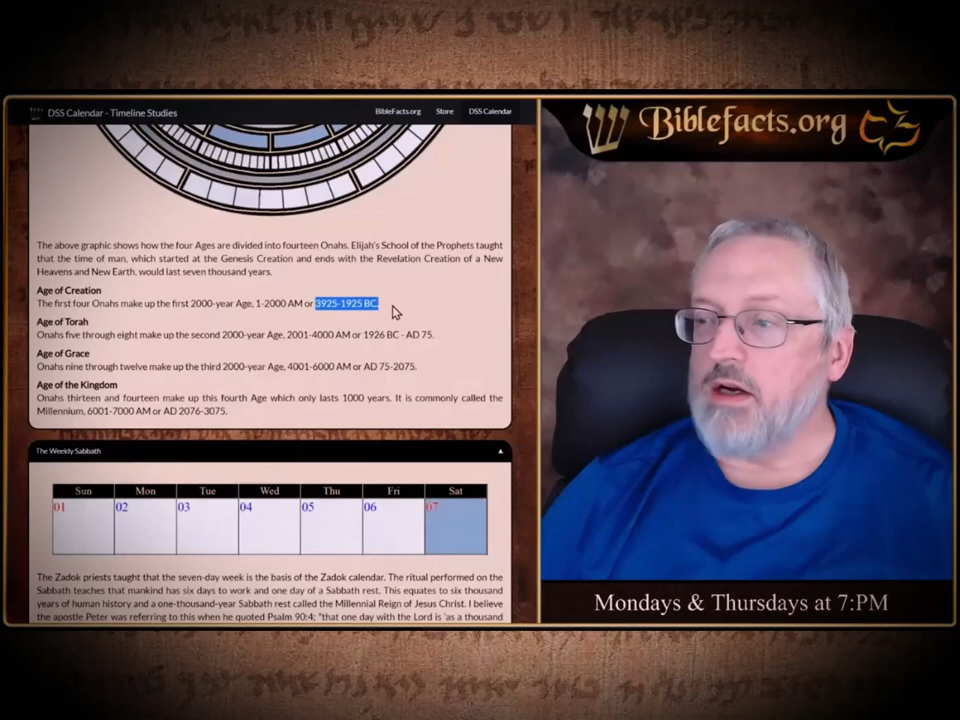 DSS Calendar - Timeline Studies
BibleFacts.org Store DSS Calendar
The above graphic shows how the four Ages are divided into fourteen Onahs. Elijah's School of the Prophets taught
that the time of man, which started at the Genesis Creation and ends with the Revelation Creation of a New
Heavens and New Earth, would last seven thousand years.
Age of Creation
The first four Onahs make up the first 2000-year Age, 1-2000 AM or 3925-1925 BC.
Age of Torah
Onahs five through eight make up the second 2000-year Age, 2001-4000 AM or 1926 BC - AD 75.
Age of Grace
Onahs nine through twelve make up the third 2000-year Age, 4001-6000 AM or AD 75-2075.
Age of the Kingdom
Onahs thirteen and fourteen make up this fourth Age which only lasts 1000 years. It is commonly called the
Millennium, 6001-7000 AM or AD 2076-3075.
The Weekly Sabbath
Sun Mon Tue Wed Thu Fri Sat
01 02 03 04 05 06 07
The Zadok priests taught that the seven-day week is the basis of the Zadok calendar. The ritual performed on the
Sabbath teaches that mankind has six days to work and one day of a Sabbath rest. This equates to six thousand
years of human history and a one-thousand-year Sabbath rest called the Millennial Reign of Jesus Christ. I believe
the apostle Peter was referring to this when he quoted Psalm 90:4; "that one day with the Lord is 'as a thousand
ש Biblefacts.org
Mondays & Thursdays at 7:PM